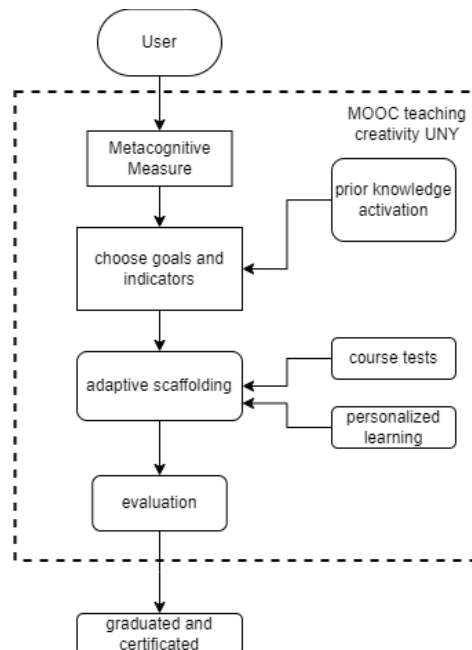 User
MOOC teaching
creativity UNY
Metacognitive
Measure
prior knowledge
activation
choose goals and
indicators
course tests
adaptive scaffolding
personalized
learning
evaluation
graduated and
certificated